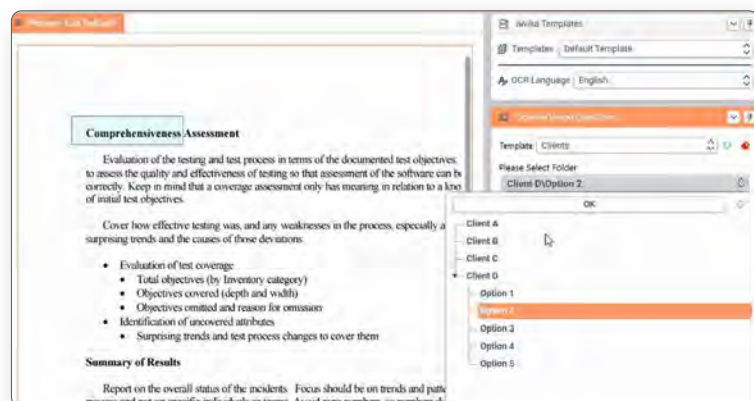 Templates
Templates Default Template
OCR Language English
Template Clients
Please Select Folder
Client D\Option 2
OK
Client A
Client B
Client C
Client D
Option 1
Option 2
Option 3
Option 4
Option 5
Comprehensiveness Assessment
Evaluation of the testing and test process in terms of the documented test objectives.
to assess the quality and effectiveness of testing so that assessment of the software can be
correctly. Keep in mind that a coverage assessment only has meaning in relation to a
of initial test objectives.
Cover how effective testing was, and any weaknesses in the process, especially a
surprising trends and the causes of those deviations
• Evaluation of test coverage
• Total objectives (by Inventory category)
• Objectives covered (depth and width)
• Objectives omitted and reason for omission
• Identification of uncovered attributes
• Surprising trends and test process changes to cover them
Summary of Results
Report on the overall status of the incidents. Focus should be on trends and